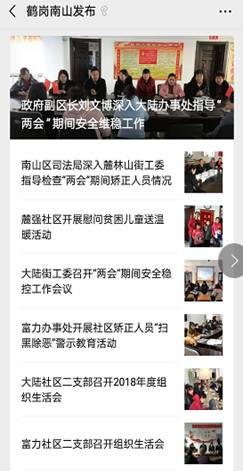 鹤岗南山发布
政府副区长刘文博深入大陆办事处指导“
两会”期间安全维稳工作
南山区司法局深入麓林山街工委
指导检查“两会”期间矫正人员情况
麓强社区开展慰问贫困儿童送温
暖活动
大陆街工委召开“两会”期间安全稳
控工作会议
富力办事处开展社区矫正人员“扫
黑除恶”警示教育活动
大陆社区二支部召开2018年度组
织生活会
富力社区二支部召开组织生活会